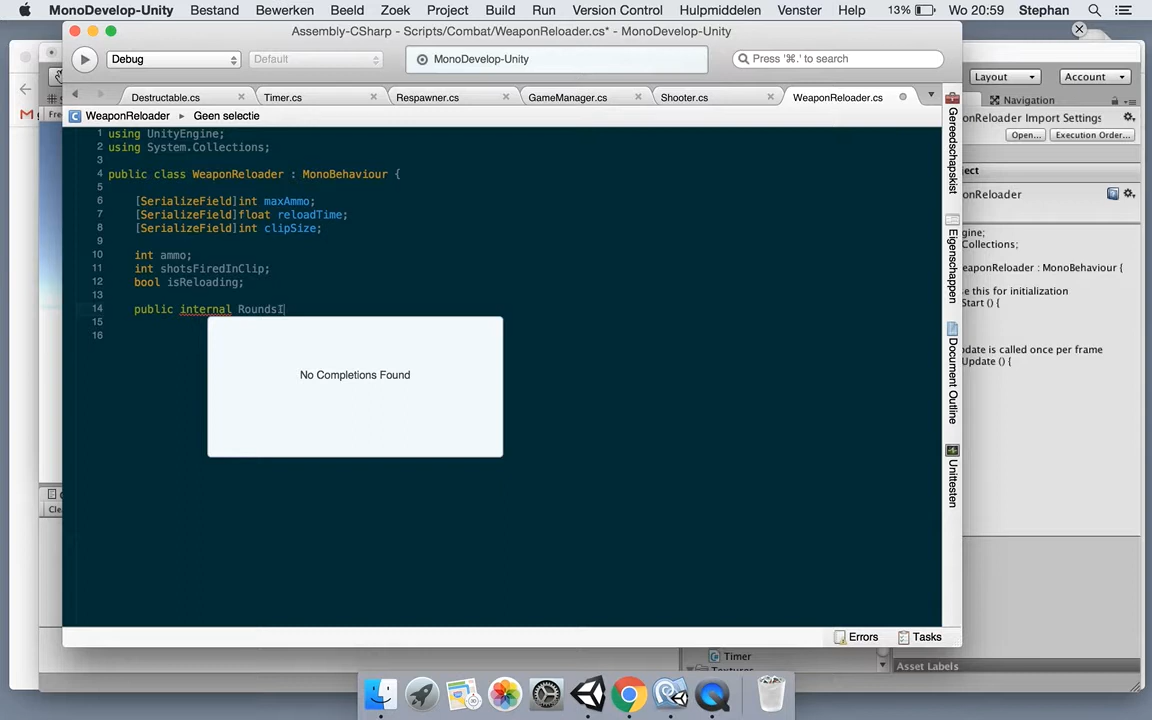 MonoDevelop-Unity Bestand Bewerken Beeld Zoek Project Build Run Version Control Hulpmiddelen Venster Help 13% Wo 20:59 Stephan
Assembly-CSharp - Scripts/Combat/WeaponReloader.cs* - MonoDevelop-Unity
Debug Default MonoDevelop-Unity Press '⌘.' to search
Layout Account
Destructable.cs Timer.cs Respawner.cs GameManager.cs Shooter.cs WeaponReloader.cs
Navigation
WeaponReloader Geen selectie
onReloader Import Settings
Open... Execution Order...
1 using UnityEngine;
2 using System.Collections;
3
4 public class WeaponReloader : MonoBehaviour {
5
6 [SerializeField]int maxAmmo;
7 [SerializeField]float reloadTime;
8 [SerializeField]int clipSize;
9
10 int ammo;
11 int shotsFiredInClip;
12 bool isReloading;
13
14 public internal RoundsI
15
16
No Completions Found
Gereedschapskist
Eigenschappen
Document Outline
Unittesten
ect
onReloader
gine;
Collections;
WeaponReloader : MonoBehaviour {
e this for initialization
Start () {
pdate is called once per frame
Update () {
Errors Tasks
Timer
Asset Labels
Fre
Cle